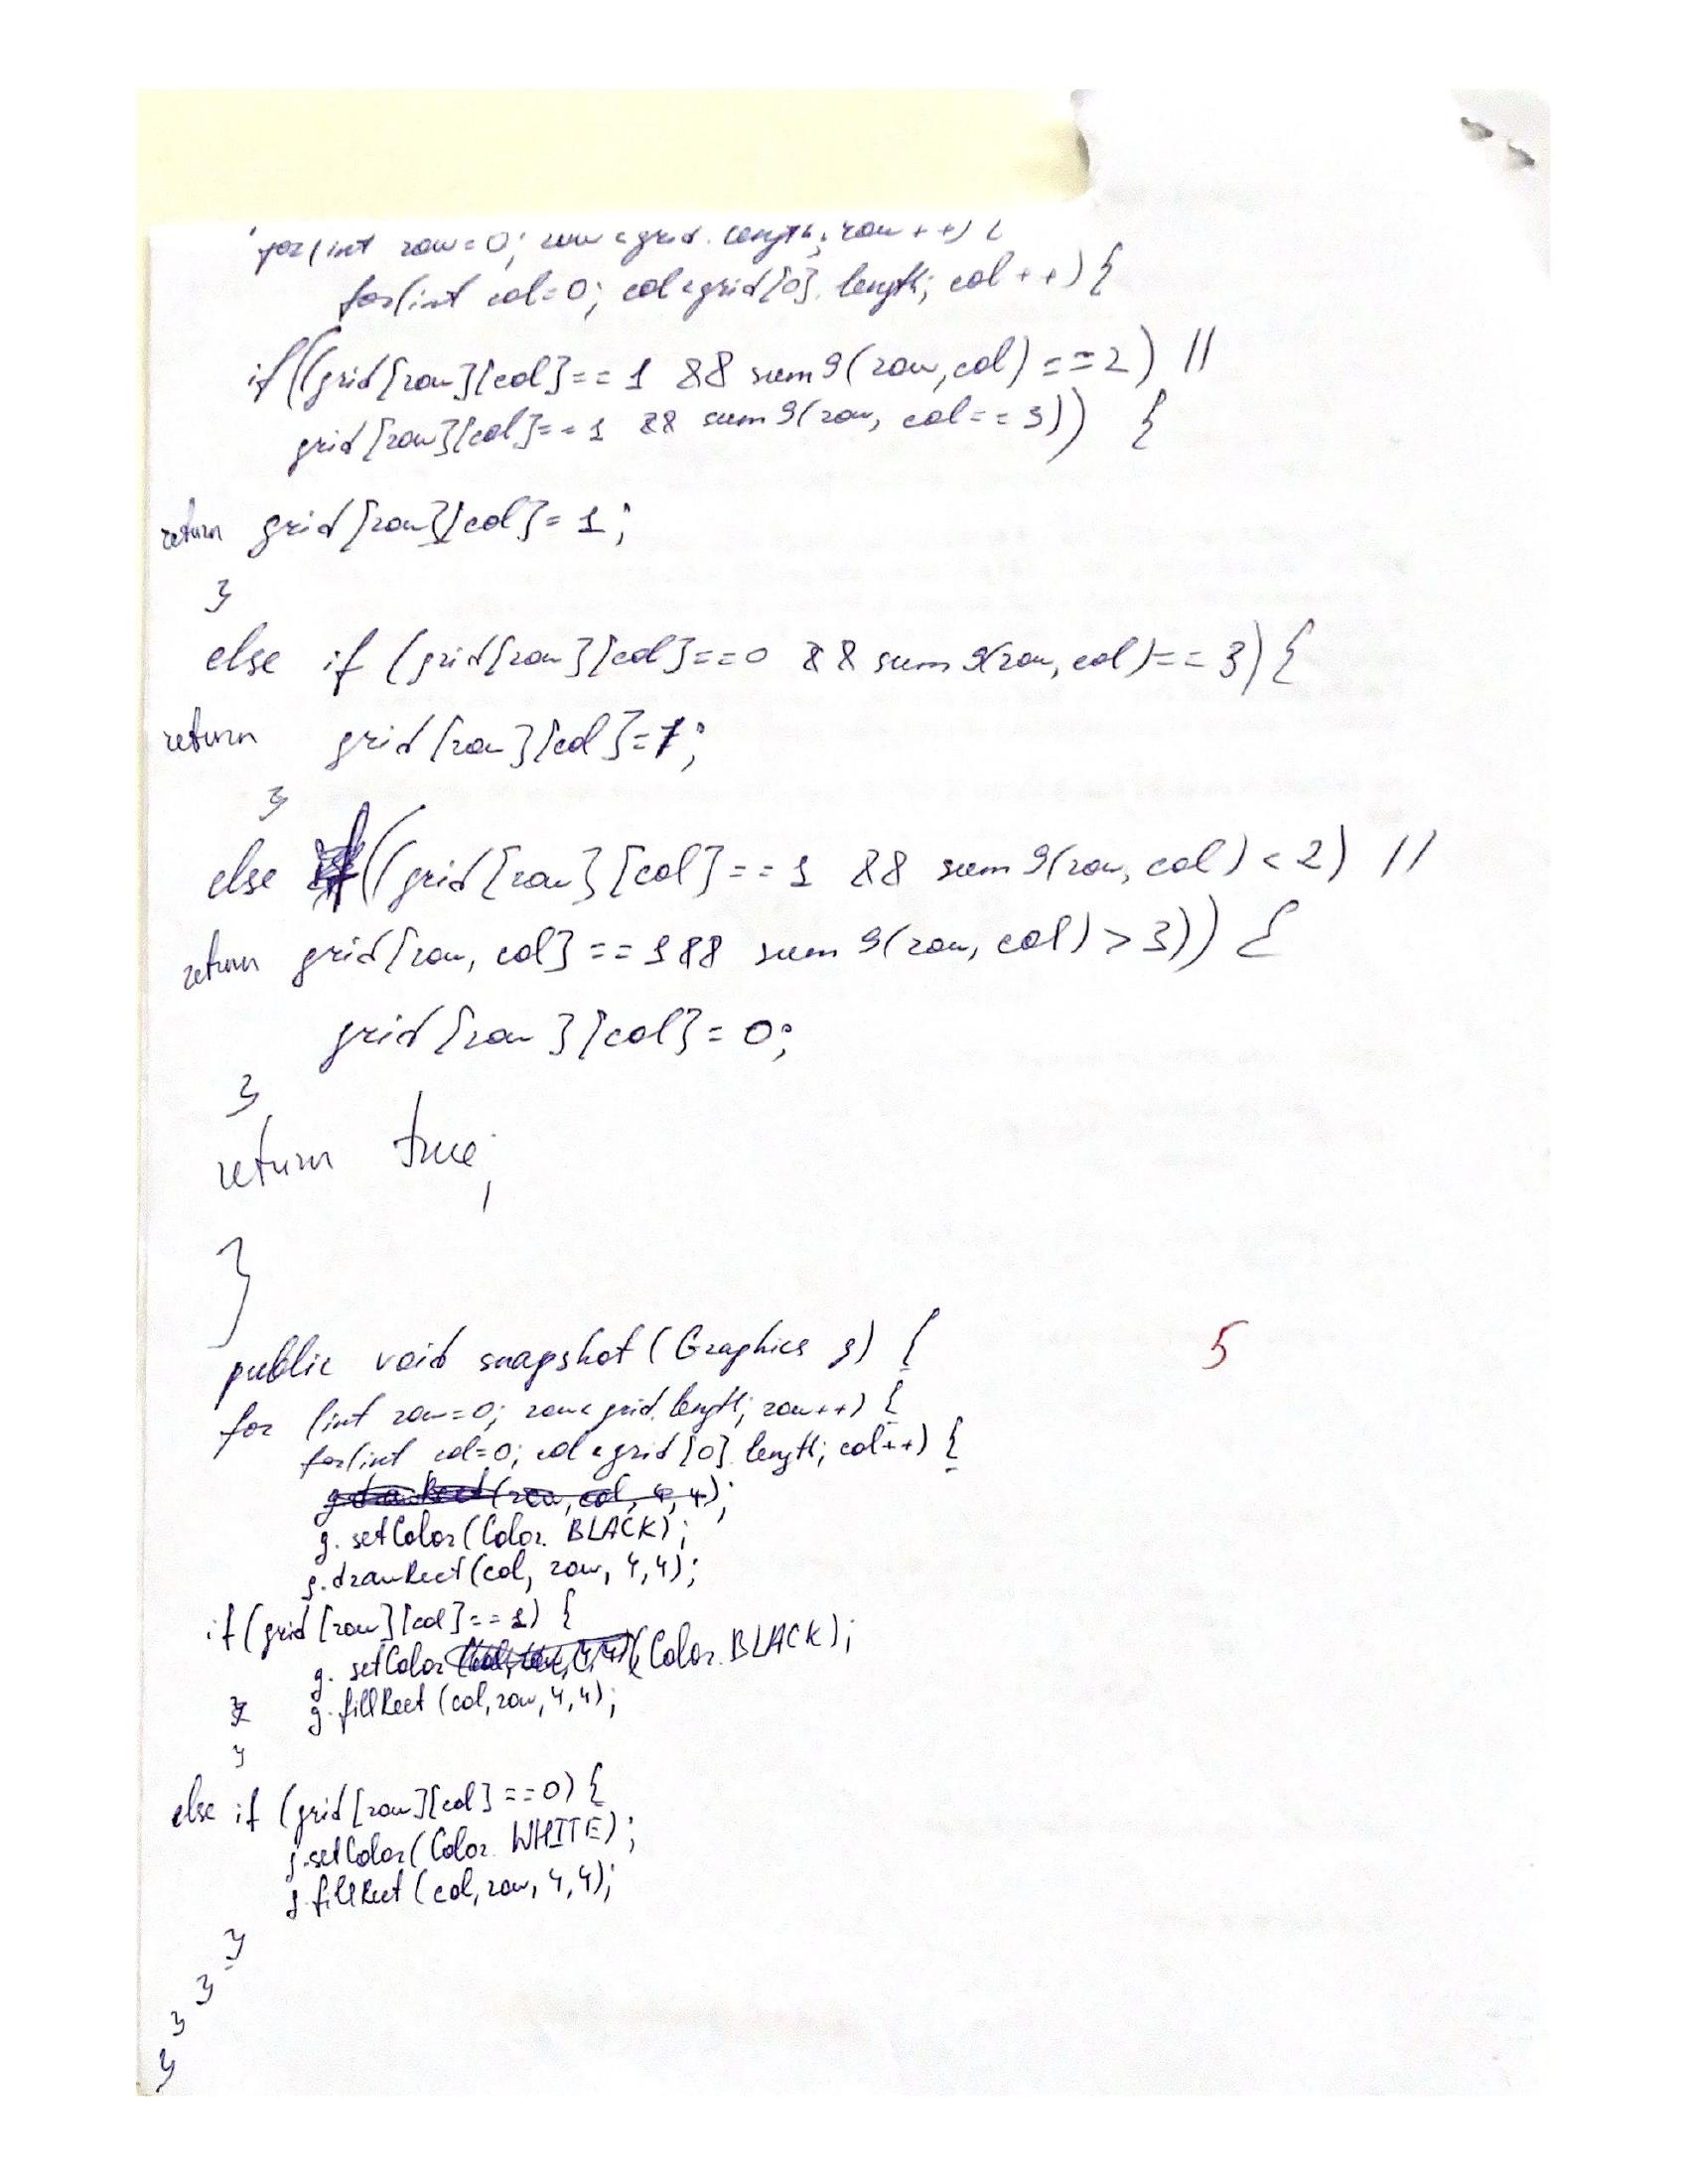 for(int row=0; row<grid.length; row++) {
for(int col=0; col<grid[0].length; col++) {
if((grid[row][col]==1 && sum9(row,col)==2) ||
grid[row][col]==1 && sum9(row, col==3)) {
return grid[row][col]=1;
}
else if (grid[row][col]==0 && sum9(row, col)==3) {
return grid[row][col]=1;
}
else if((grid[row][col]==1 && sum9(row, col)<2) ||
return grid[row, col]==1 && sum9(row, col)>3)) {
grid[row][col]=0;
}
return true;
}
public void snapshot(Graphics g) { 5
for (int row=0; row<grid.length; row++) {
for(int col=0; col<grid[0].length; col++) {
g.drawRect(row, col, 4, 4);
g.setColor(Color.BLACK);
g.drawRect(col, row, 4,4);
if(grid[row][col]==1) {
g.setColor(Color.BLACK);
} g.fillRect(col,row,4,4);
}
else if (grid[row][col]==0) {
g.setColor(Color.WHITE);
g.fillRect(col,row,4,4);
}
}
}
}